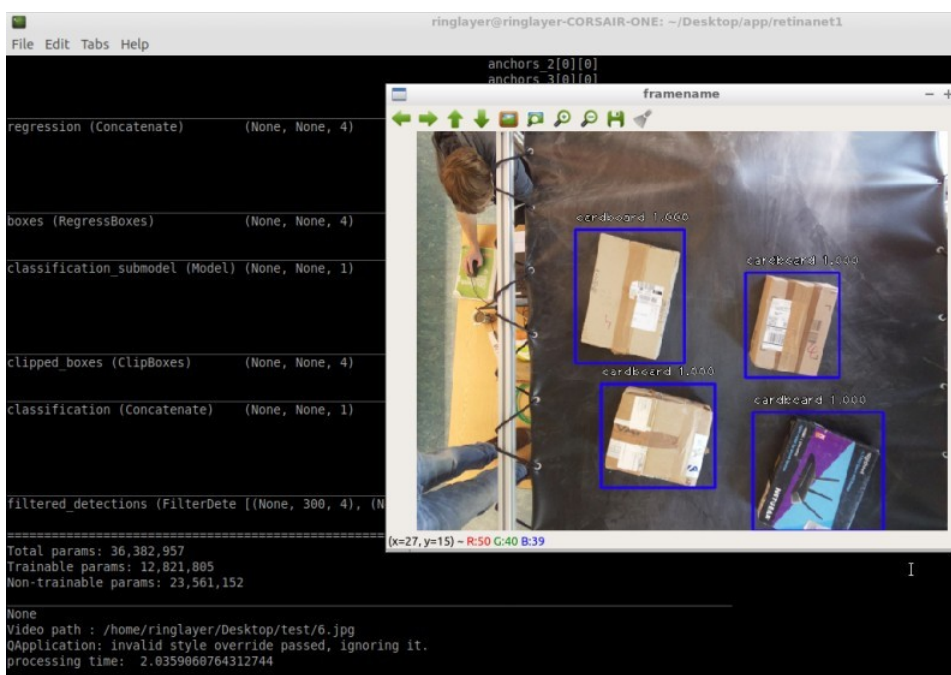 ringlayer@ringlayer-CORSAIR-ONE: ~/Desktop/app/retinanet1
File Edit Tabs Help
anchors_2[0][0]
anchors_3[0][0]
framename
regression (Concatenate) (None, None, 4)
boxes (RegressBoxes) (None, None, 4)
cardboard 1.000
classification_submodel (Model) (None, None, 1)
cardboard 1.000
clipped_boxes (ClipBoxes) (None, None, 4)
cardboard 1.000
classification (Concatenate) (None, None, 1)
cardboard 1.000
NETGEAR
filtered_detections (FilterDete [(None, 300, 4), (N
(x=27, y=15) ~ R:50 G:40 B:39
Total params: 36,382,957
Trainable params: 12,821,805
Non-trainable params: 23,561,152
None
Video path : /home/ringlayer/Desktop/test/6.jpg
QApplication: invalid style override passed, ignoring it.
processing time:  2.0359060764312744